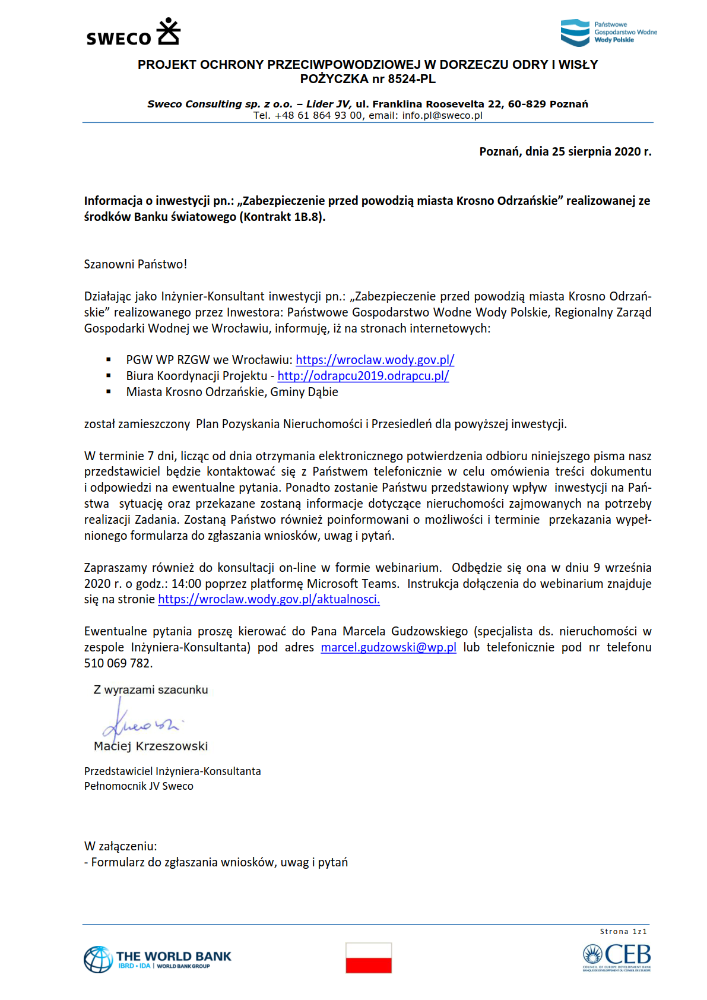 SWECO
Państwowe
Gospodarstwo Wodne
Wody Polskie
PROJEKT OCHRONY PRZECIWPOWODZIOWEJ W DORZECZU ODRY I WISŁY
POŻYCZKA nr 8524-PL
Sweco Consulting sp. z o.o. – Lider JV, ul. Franklina Roosevelta 22, 60-829 Poznań
Tel. +48 61 864 93 00, email: info.pl@sweco.pl
Poznań, dnia 25 sierpnia 2020 r.
Informacja o inwestycji pn.: „Zabezpieczenie przed powodzią miasta Krosno Odrzańskie” realizowanej ze
środków Banku światowego (Kontrakt 1B.8).
Szanowni Państwo!
Działając jako Inżynier-Konsultant inwestycji pn.: „Zabezpieczenie przed powodzią miasta Krosno Odrzań-
skie” realizowanego przez Inwestora: Państwowe Gospodarstwo Wodne Wody Polskie, Regionalny Zarząd
Gospodarki Wodnej we Wrocławiu, informuję, iż na stronach internetowych:
▪ PGW WP RZGW we Wrocławiu: https://wroclaw.wody.gov.pl/
▪ Biura Koordynacji Projektu - http://odrapcu2019.odrapcu.pl/
▪ Miasta Krosno Odrzańskie, Gminy Dąbie
został zamieszczony  Plan Pozyskania Nieruchomości i Przesiedleń dla powyższej inwestycji.
W terminie 7 dni, licząc od dnia otrzymania elektronicznego potwierdzenia odbioru niniejszego pisma nasz
przedstawiciel będzie kontaktować się z Państwem telefonicznie w celu omówienia treści dokumentu
i odpowiedzi na ewentualne pytania. Ponadto zostanie Państwu przedstawiony wpływ  inwestycji na Pań-
stwa  sytuację oraz przekazane zostaną informacje dotyczące nieruchomości zajmowanych na potrzeby
realizacji Zadania. Zostaną Państwo również poinformowani o możliwości i terminie  przekazania wypeł-
nionego formularza do zgłaszania wniosków, uwag i pytań.
Zapraszamy również do konsultacji on-line w formie webinarium.  Odbędzie się ona w dniu 9 września
2020 r. o godz.: 14:00 poprzez platformę Microsoft Teams.  Instrukcja dołączenia do webinarium znajduje
się na stronie https://wroclaw.wody.gov.pl/aktualnosci.
Ewentualne pytania proszę kierować do Pana Marcela Gudzowskiego (specjalista ds. nieruchomości w
zespole Inżyniera-Konsultanta) pod adres marcel.gudzowski@wp.pl lub telefonicznie pod nr telefonu
510 069 782.
Z wyrazami szacunku
Maciej Krzeszowski
Przedstawiciel Inżyniera-Konsultanta
Pełnomocnik JV Sweco
W załączeniu:
- Formularz do zgłaszania wniosków, uwag i pytań
Strona 1z1
THE WORLD BANK
IBRD • IDA | WORLD BANK GROUP
CEB
COUNCIL OF EUROPE DEVELOPMENT BANK
BANQUE DE DÉVELOPPEMENT DU CONSEIL DE L'EUROPE